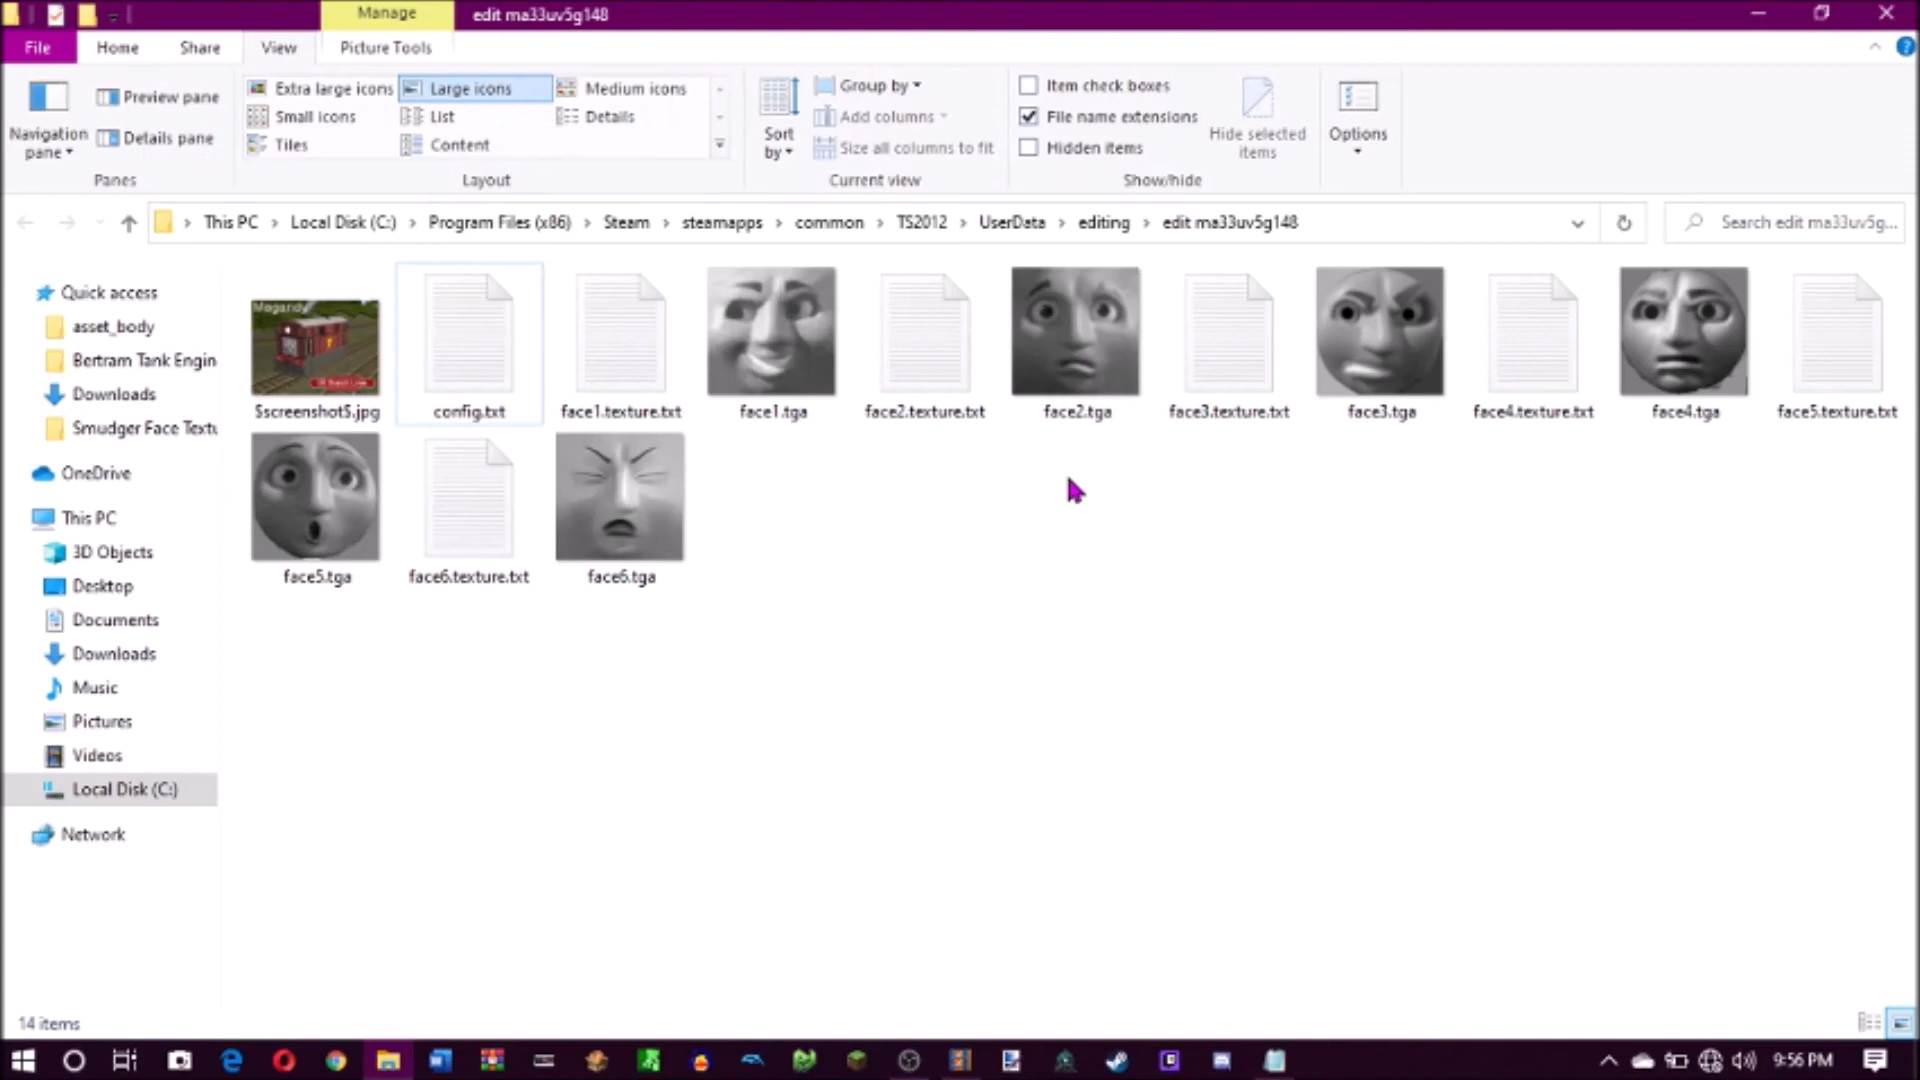 Manage
edit ma33uv5g148
File
Home
Share
View
Picture Tools
Navigation pane
Preview pane
Details pane
Panes
Extra large icons
Large icons
Medium icons
Small icons
List
Details
Tiles
Content
Layout
Sort by
Group by
Add columns
Size all columns to fit
Current view
Item check boxes
File name extensions
Hidden items
Hide selected items
Show/hide
Options
This PC > Local Disk (C:) > Program Files (x86) > Steam > steamapps > common > TS2012 > UserData > editing > edit ma33uv5g148
Search edit ma33uv5g...
Quick access
asset_body
Bertram Tank Engin
Downloads
Smudger Face Textu
OneDrive
This PC
3D Objects
Desktop
Documents
Downloads
Music
Pictures
Videos
Local Disk (C:)
Network
$screenshot$.jpg
config.txt
face1.texture.txt
face1.tga
face2.texture.txt
face2.tga
face3.texture.txt
face3.tga
face4.texture.txt
face4.tga
face5.texture.txt
face5.tga
face6.texture.txt
face6.tga
14 items
9:56 PM